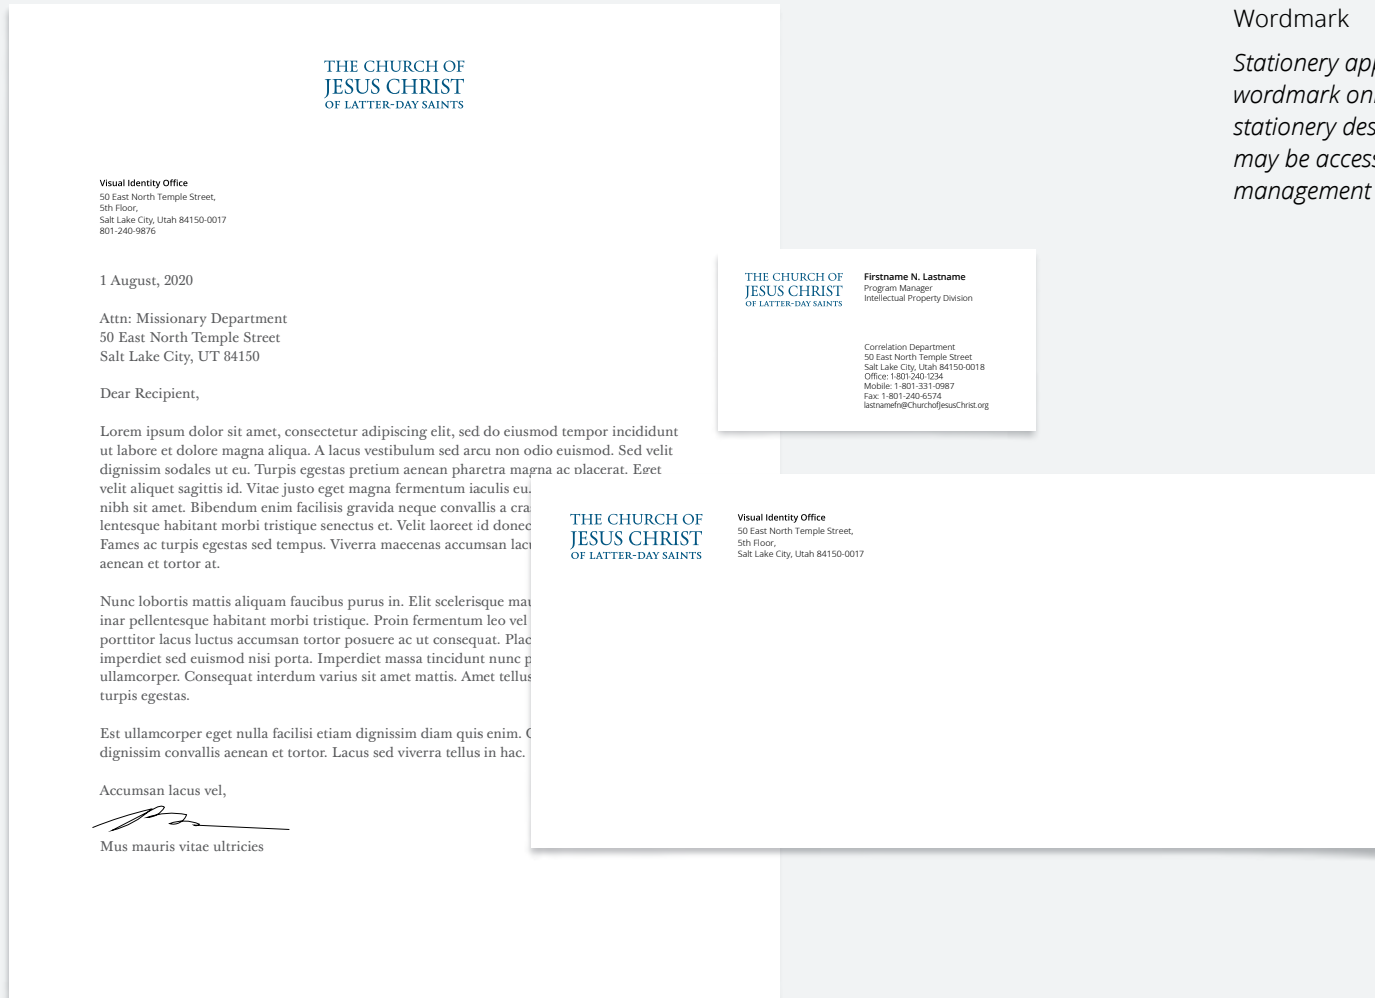 THE CHURCH OF
JESUS CHRIST
OF LATTER-DAY SAINTS
Visual Identity Office
50 East North Temple Street,
5th Floor,
Salt Lake City, Utah 84150-0017
801-240-9876
1 August, 2020
Attn: Missionary Department
50 East North Temple Street
Salt Lake City, UT 84150
Dear Recipient,
Lorem ipsum dolor sit amet, consectetur adipiscing elit, sed do eiusmod tempor incididunt
ut labore et dolore magna aliqua. A lacus vestibulum sed arcu non odio euismod. Sed velit
dignissim sodales ut eu. Turpis egestas pretium aenean pharetra magna ac placerat. Eget
velit aliquet sagittis id. Vitae justo eget magna fermentum iaculis eu.
nibh sit amet. Bibendum enim facilisis gravida neque convallis a cras
lentesque habitant morbi tristique senectus et. Velit laoreet id donec
Fames ac turpis egestas sed tempus. Viverra maecenas accumsan lacu
aenean et tortor at.
Nunc lobortis mattis aliquam faucibus purus in. Elit scelerisque mau
inar pellentesque habitant morbi tristique. Proin fermentum leo vel
porttitor lacus luctus accumsan tortor posuere ac ut consequat. Plac
imperdiet sed euismod nisi porta. Imperdiet massa tincidunt nunc p
ullamcorper. Consequat interdum varius sit amet mattis. Amet tellus
turpis egestas.
Est ullamcorper eget nulla facilisi etiam dignissim diam quis enim.
dignissim convallis aenean et tortor. Lacus sed viverra tellus in hac.
Accumsan lacus vel,
Mus mauris vitae ultricies
THE CHURCH OF
JESUS CHRIST
OF LATTER-DAY SAINTS
Firstname N. Lastname
Program Manager
Intellectual Property Division
Correlation Department
50 East North Temple Street
Salt Lake City, Utah 84150-0018
Office: 1-801-240-1234
Mobile: 1-801-331-0987
Fax: 1-801-240-6574
lastnamefn@ChurchofJesusChrist.org
THE CHURCH OF
JESUS CHRIST
OF LATTER-DAY SAINTS
Visual Identity Office
50 East North Temple Street,
5th Floor,
Salt Lake City, Utah 84150-0017
Wordmark
Stationery app
wordmark on
stationery des
may be access
management